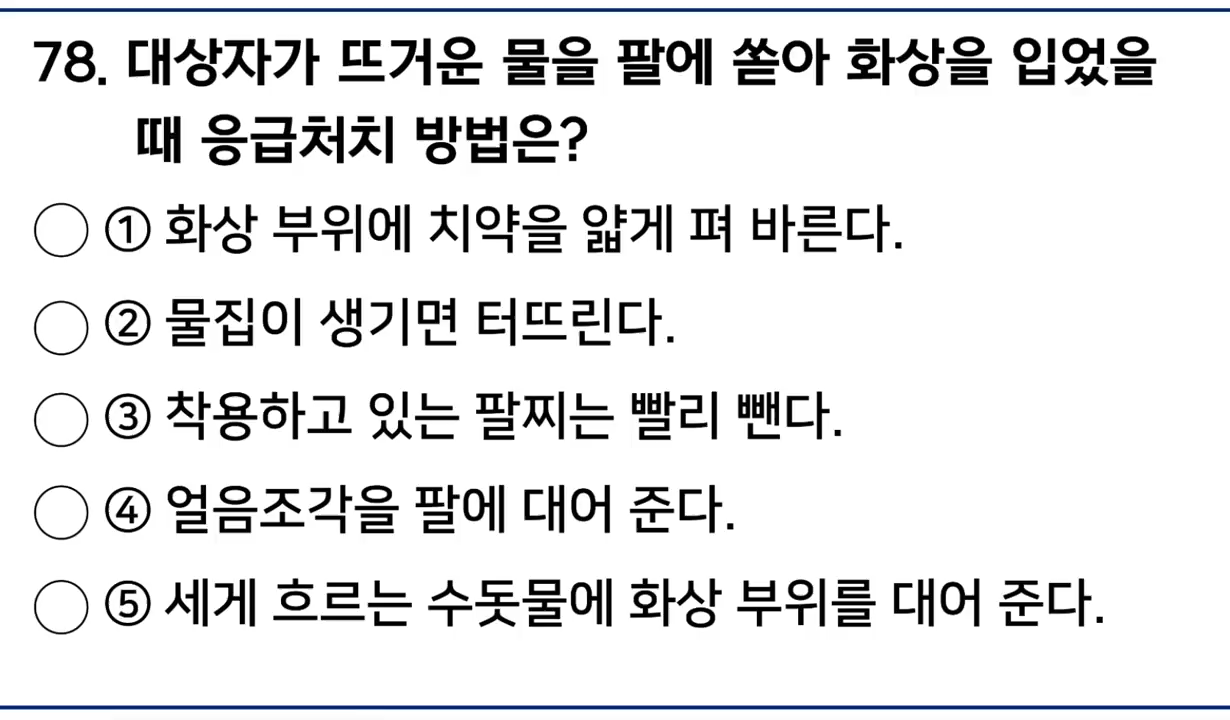 78. 대상자가 뜨거운 물을 팔에 쏟아 화상을 입었을
때 응급처치 방법은?
① 화상 부위에 치약을 얇게 펴 바른다.
② 물집이 생기면 터뜨린다.
③ 착용하고 있는 팔찌는 빨리 뺀다.
④ 얼음조각을 팔에 대어 준다.
⑤ 세게 흐르는 수돗물에 화상 부위를 대어 준다.